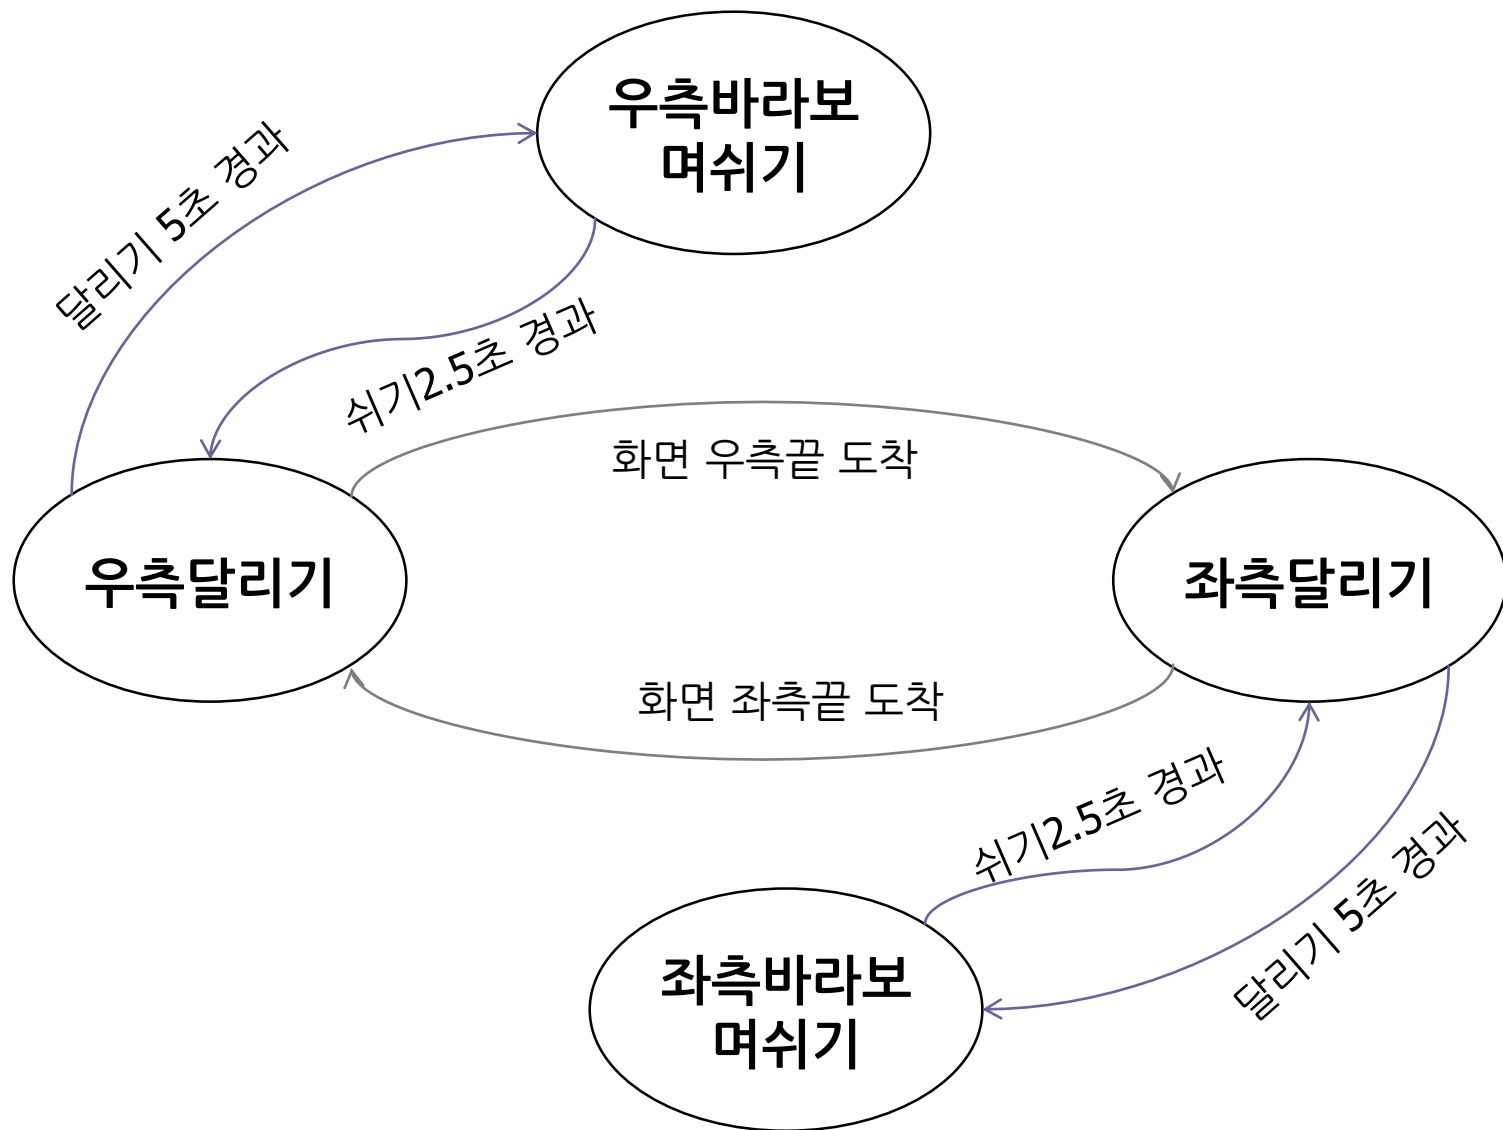 우측바라보
며쉬기
달리기 5초 경과
쉬기2.5초 경과
화면 우측끝 도착
우측달리기
좌측달리기
화면 좌측끝 도착
쉬기2.5초 경과
달리기 5초 경과
좌측바라보
며쉬기